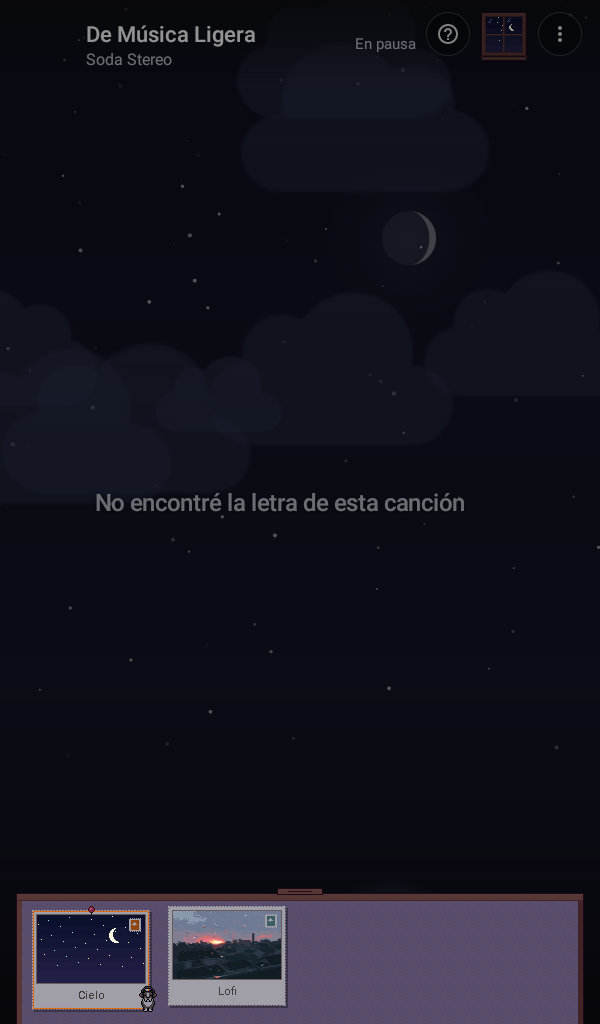 De Música Ligera
Soda Stereo
En pausa
No encontré la letra de esta canción
Cielo
Lofi